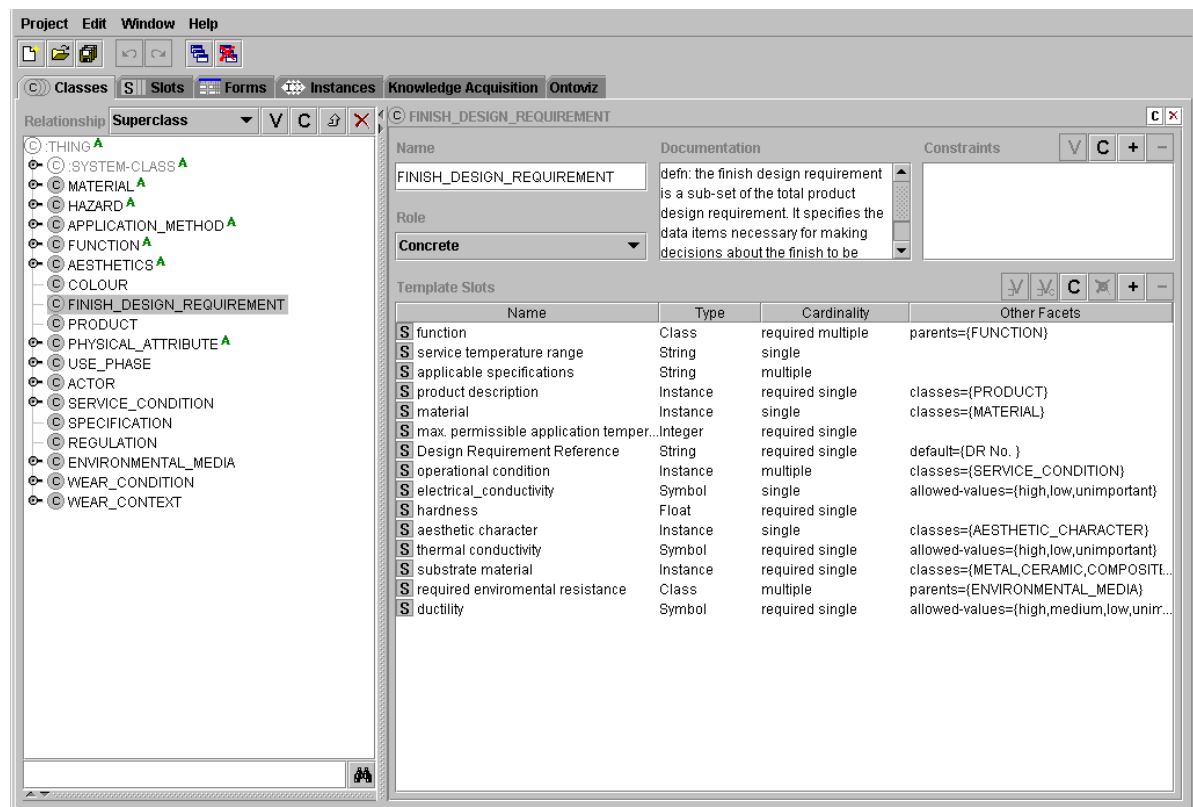 Project Edit Window Help
C Classes S Slots Forms I Instances Knowledge Acquisition Ontoviz
Relationship Superclass V C
C FINISH_DESIGN_REQUIREMENT C
C :THING A
C :SYSTEM-CLASS A
C MATERIAL A
C HAZARD A
C APPLICATION_METHOD A
C FUNCTION A
C AESTHETICS A
C COLOUR
C FINISH_DESIGN_REQUIREMENT
C PRODUCT
C PHYSICAL_ATTRIBUTE A
C USE_PHASE
C ACTOR
C SERVICE_CONDITION
C SPECIFICATION
C REGULATION
C ENVIRONMENTAL_MEDIA
C WEAR_CONDITION
C WEAR_CONTEXT
Name Documentation Constraints V C + -
FINISH_DESIGN_REQUIREMENT
defn: the finish design requirement
is a sub-set of the total product
design requirement. It specifies the
data items necessary for making
decisions about the finish to be
Role
Concrete
Template Slots V V C + -
Name Type Cardinality Other Facets
S function Class required multiple parents={FUNCTION}
S service temperature range String single
S applicable specifications String multiple
S product description Instance required single classes={PRODUCT}
S material Instance single classes={MATERIAL}
S max. permissible application temper... Integer required single
S Design Requirement Reference String required single default={DR No. }
S operational condition Instance multiple classes={SERVICE_CONDITION}
S electrical_conductivity Symbol single allowed-values={high,low,unimportant}
S hardness Float required single
S aesthetic character Instance single classes={AESTHETIC_CHARACTER}
S thermal conductivity Symbol required single allowed-values={high,low,unimportant}
S substrate material Instance required single classes={METAL,CERAMIC,COMPOSITE...
S required enviromental resistance Class multiple parents={ENVIRONMENTAL_MEDIA}
S ductility Symbol required single allowed-values={high,medium,low,unim...